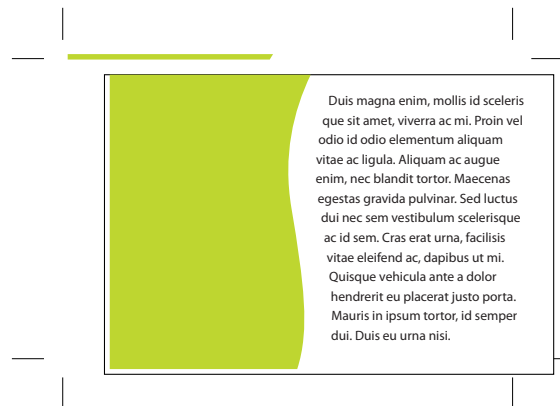 Duis magna enim, mollis id sceleris
que sit amet, viverra ac mi. Proin vel
odio id odio elementum aliquam
vitae ac ligula. Aliquam ac augue
enim, nec blandit tortor. Maecenas
egestas gravida pulvinar. Sed luctus
dui nec sem vestibulum scelerisque
ac id sem. Cras erat urna, facilisis
vitae eleifend ac, dapibus ut mi.
Quisque vehicula ante a dolor
hendrerit eu placerat justo porta.
Mauris in ipsum tortor, id semper
dui. Duis eu urna nisi.